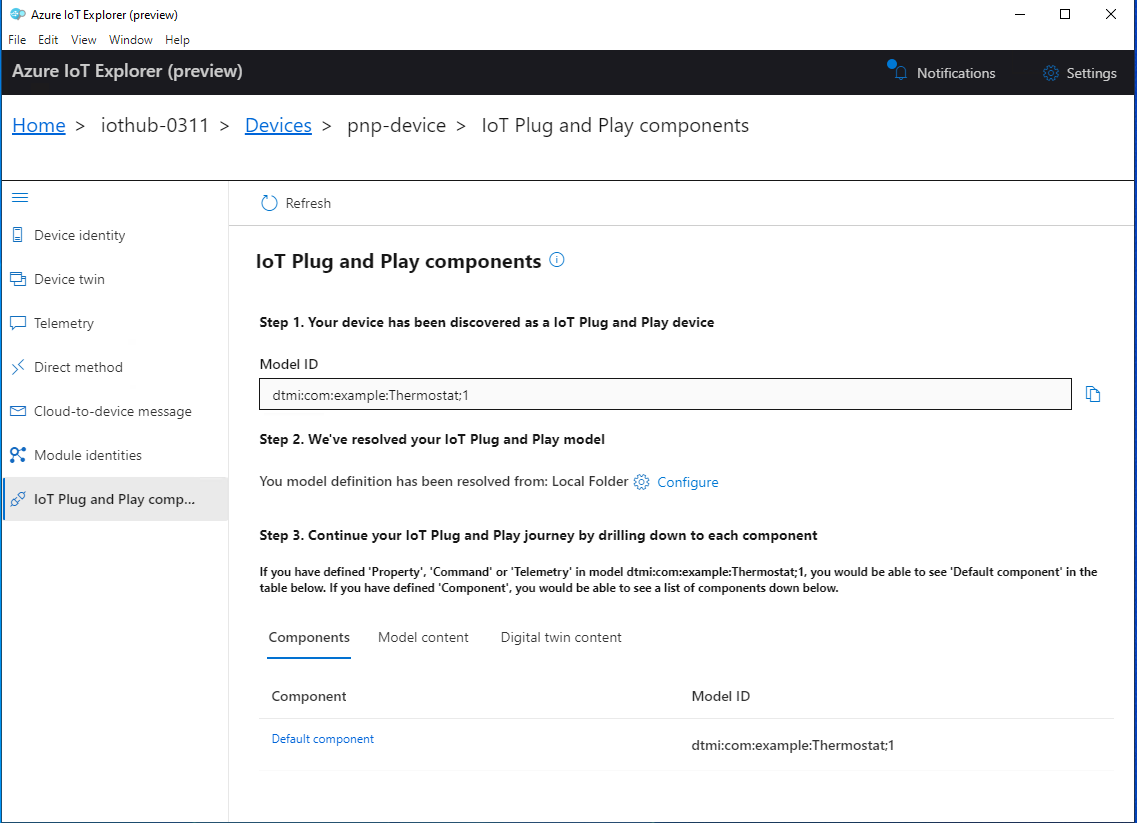 Azure IoT Explorer (preview)
File Edit View Window Help
Azure IoT Explorer (preview)
Notifications
Settings
Home > iothub-0311 > Devices > pnp-device > IoT Plug and Play components
Refresh
Device identity
Device twin
Telemetry
Direct method
Cloud-to-device message
Module identities
IoT Plug and Play comp...
IoT Plug and Play components
Step 1. Your device has been discovered as a IoT Plug and Play device
Model ID
dtmi:com:example:Thermostat;1
Step 2. We've resolved your IoT Plug and Play model
You model definition has been resolved from: Local Folder Configure
Step 3. Continue your IoT Plug and Play journey by drilling down to each component
If you have defined 'Property', 'Command' or 'Telemetry' in model dtmi:com:example:Thermostat;1, you would be able to see 'Default component' in the
table below. If you have defined 'Component', you would be able to see a list of components down below.
Components Model content Digital twin content
Component Model ID
Default component dtmi:com:example:Thermostat;1